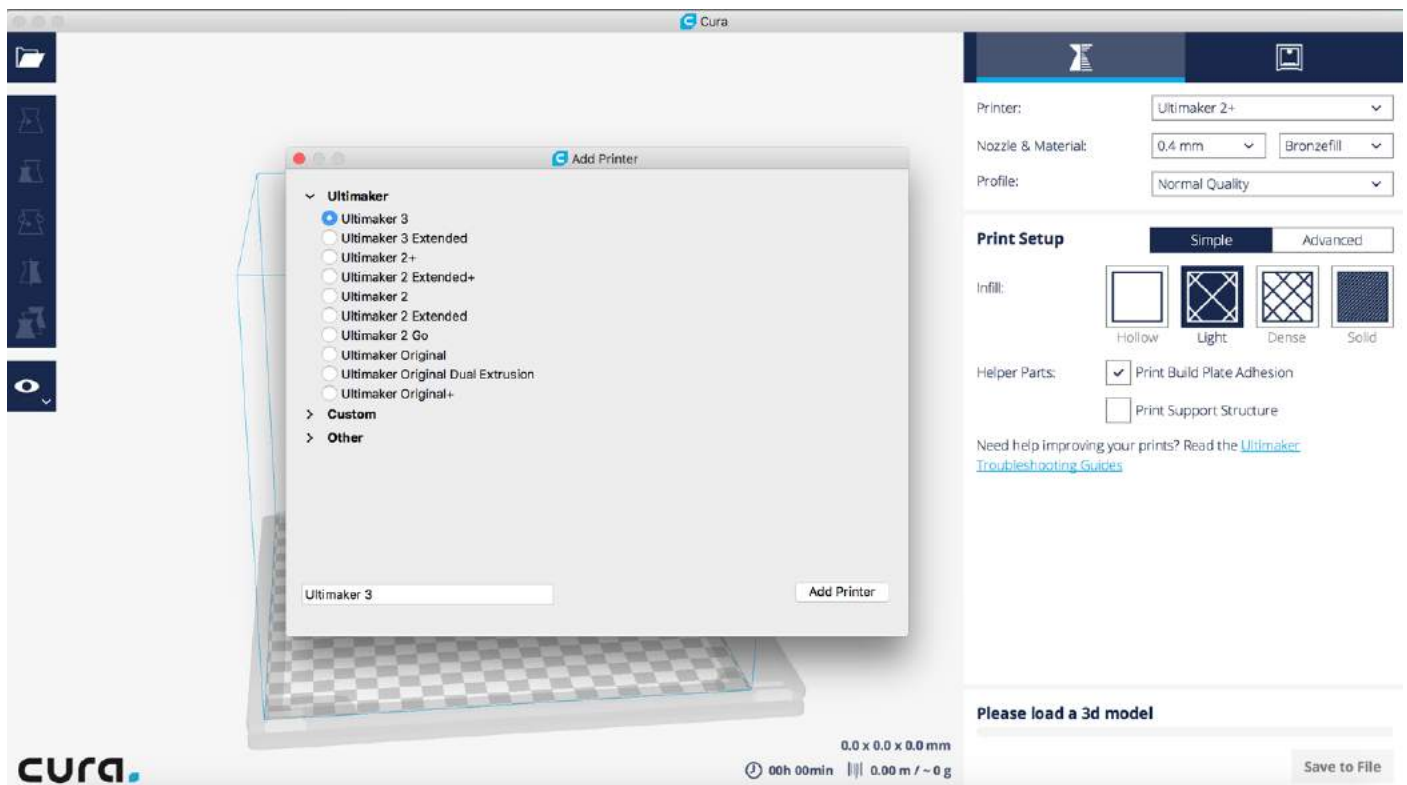 Cura
Printer:
Ultimaker 2+
Nozzle & Material:
0.4 mm
Bronzefill
Profile:
Normal Quality
Print Setup
Simple
Advanced
Infill:
Hollow
Light
Dense
Solid
Helper Parts:
Print Build Plate Adhesion
Print Support Structure
Need help improving your prints? Read the Ultimaker
Troubleshooting Guides
Add Printer
Ultimaker
Ultimaker 3
Ultimaker 3 Extended
Ultimaker 2+
Ultimaker 2 Extended+
Ultimaker 2
Ultimaker 2 Extended
Ultimaker 2 Go
Ultimaker Original
Ultimaker Original Dual Extrusion
Ultimaker Original+
Custom
Other
Ultimaker 3
Add Printer
Please load a 3d model
0.0 x 0.0 x 0.0 mm
00h 00min 0.00 m / ~ 0 g
Save to File
cura.